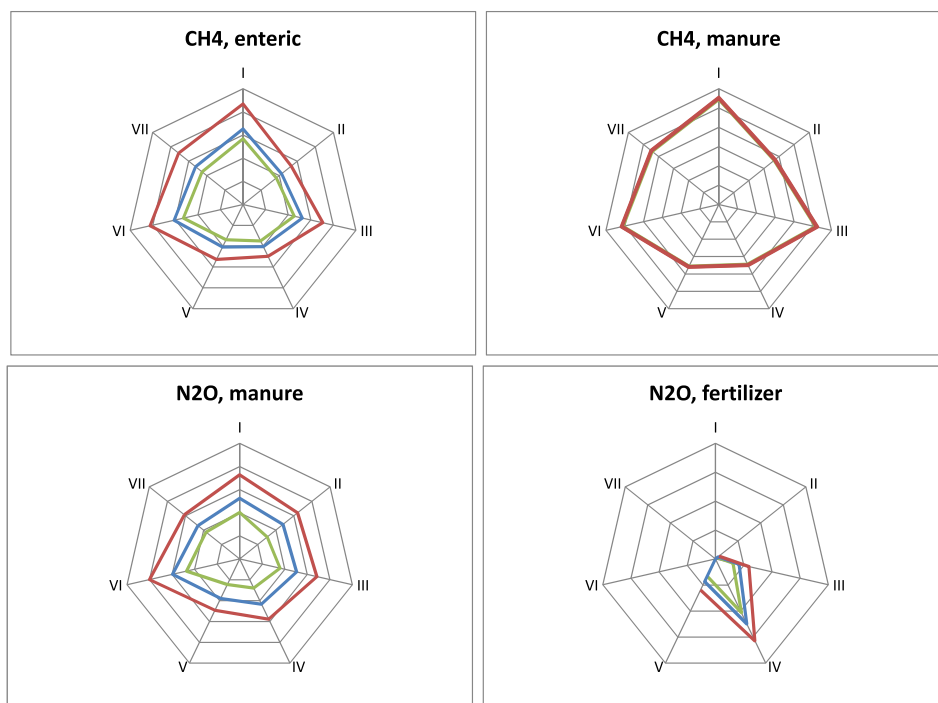 CH4, enteric
I
VII
II
VI
III
V
IV
CH4, manure
I
VII
II
VI
III
V
IV
N2O, manure
I
VII
II
VI
III
V
IV
N2O, fertilizer
I
VII
II
VI
III
V
IV